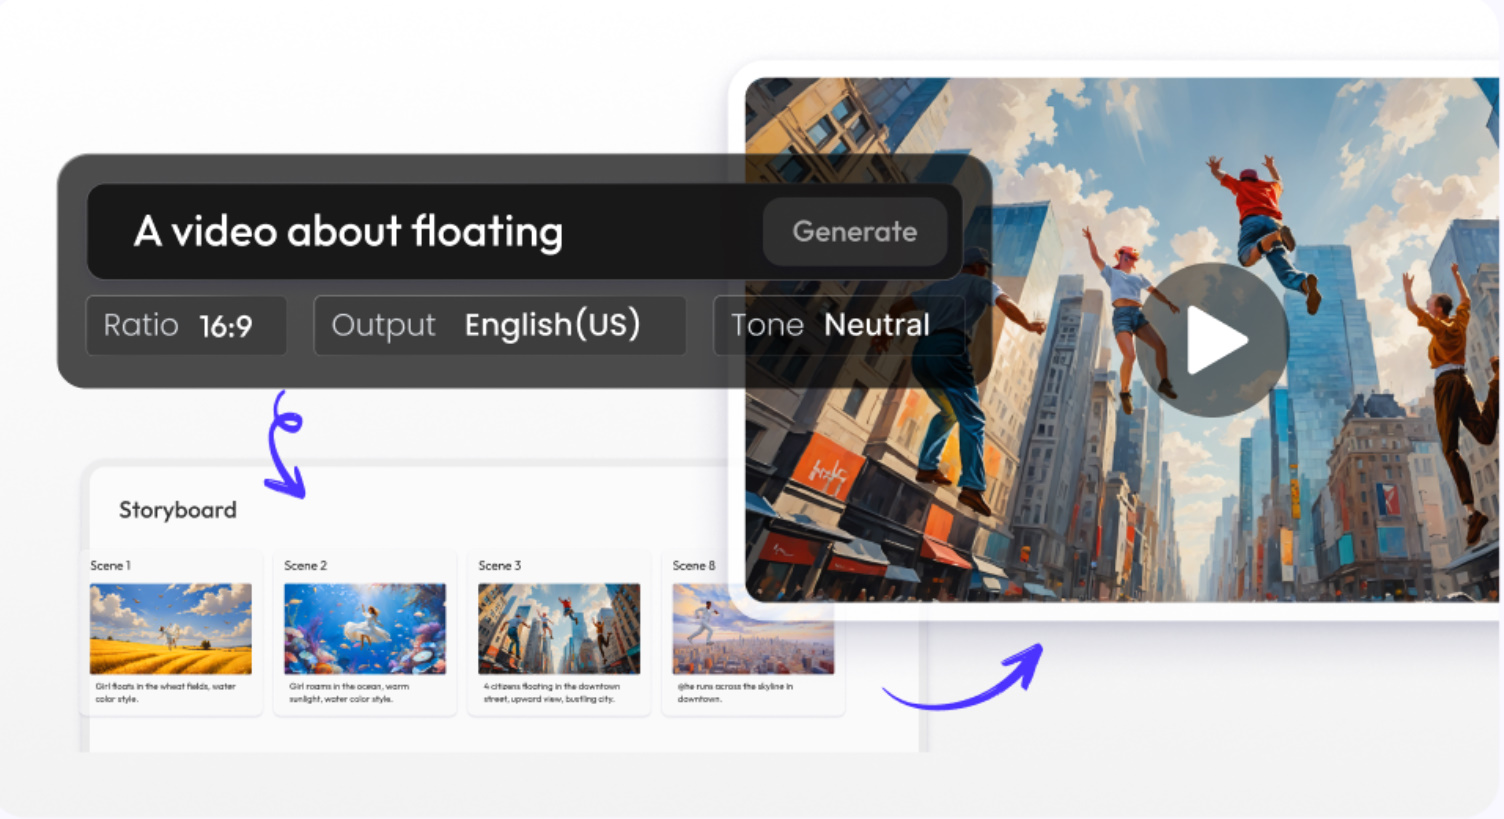 A video about floating
Generate
Ratio 16:9
Output English(US)
Tone Neutral
Storyboard
Scene 1
Scene 2
Scene 3
Scene 8
Girl floats in the wheat fields, water
color style.
Girl roams in the ocean, warm
sunlight, water color style.
4 citizens floating in the downtown
street, upward view, bustling city.
@he runs across the skyline in
downtown.